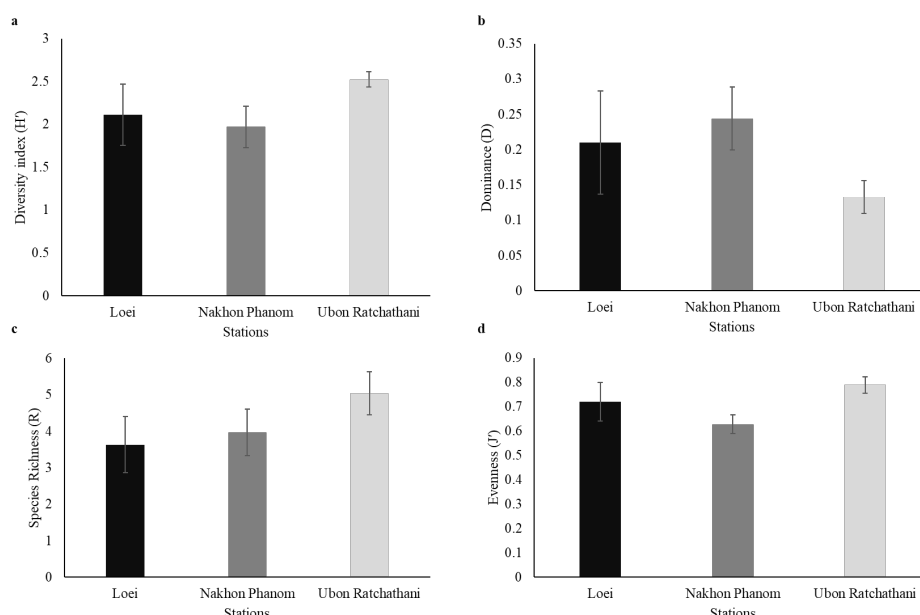 a
3
2.5
2
1.5
1
0.5
0
Diversity index (H′)
Loei
Nakhon Phanom
Ubon Ratchathani
Stations
b
0.35
0.3
0.25
0.2
0.15
0.1
0.05
0
Dominance (D)
Loei
Nakhon Phanom
Ubon Ratchathani
Stations
c
6
5
4
3
2
1
0
Species Richness (R)
Loei
Nakhon Phanom
Ubon Ratchathani
Stations
d
0.9
0.8
0.7
0.6
0.5
0.4
0.3
0.2
0.1
0
Evenness (J′)
Loei
Nakhon Phanom
Ubon Ratchathani
Stations